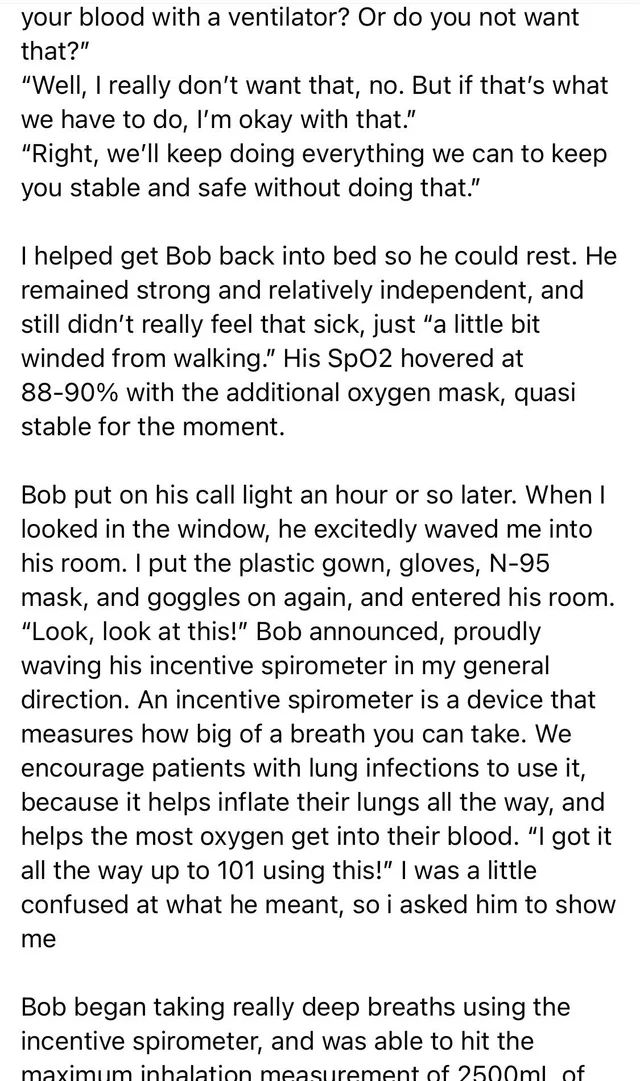 your blood with a ventilator? Or do you not want
that?”
“Well, I really don’t want that, no. But if that’s what
we have to do, I’m okay with that.”
“Right, we’ll keep doing everything we can to keep
you stable and safe without doing that.”
I helped get Bob back into bed so he could rest. He
remained strong and relatively independent, and
still didn’t really feel that sick, just “a little bit
winded from walking.” His SpO2 hovered at
88-90% with the additional oxygen mask, quasi
stable for the moment.
Bob put on his call light an hour or so later. When I
looked in the window, he excitedly waved me into
his room. I put the plastic gown, gloves, N-95
mask, and goggles on again, and entered his room.
“Look, look at this!” Bob announced, proudly
waving his incentive spirometer in my general
direction. An incentive spirometer is a device that
measures how big of a breath you can take. We
encourage patients with lung infections to use it,
because it helps inflate their lungs all the way, and
helps the most oxygen get into their blood. “I got it
all the way up to 101 using this!” I was a little
confused at what he meant, so i asked him to show
me
Bob began taking really deep breaths using the
incentive spirometer, and was able to hit the
maximum inhalation measurement of 2500mL of